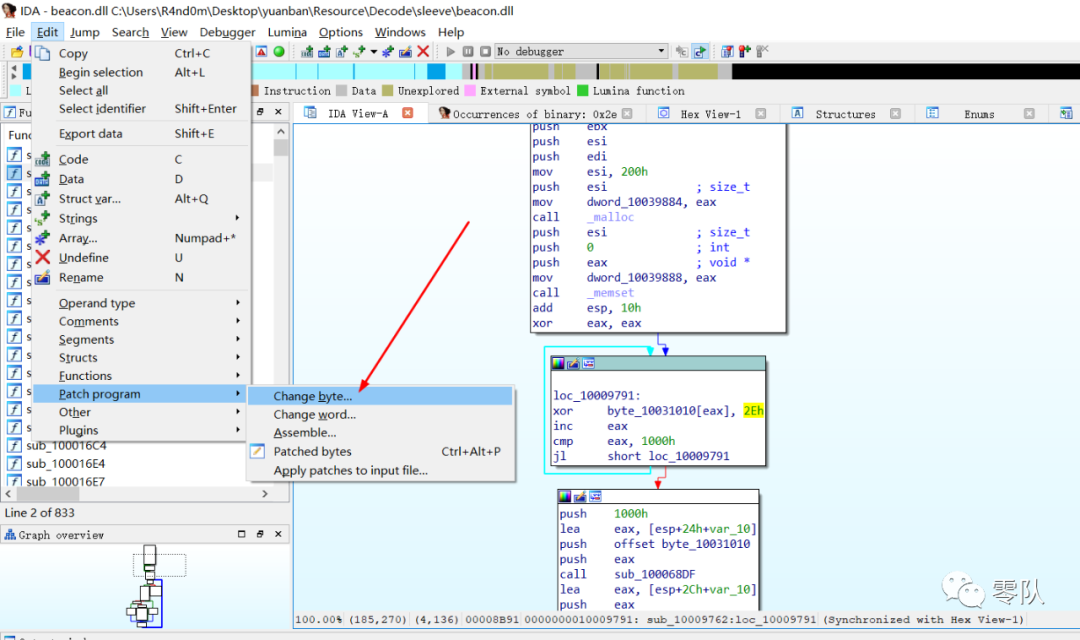 IDA - beacon.dll C:\Users\R4nd0m\Desktop\yuanban\Resource\Decode\sleeve\beacon.dll
File Edit Jump Search View Debugger Lumina Options Windows Help
No debugger
Instruction Data Unexplored External symbol Lumina function
IDA View-A Occurrences of binary: 0x2e Hex View-1 Structures Enums
Copy Ctrl+C
Begin selection Alt+L
Select all
Select identifier Shift+Enter
Export data Shift+E
Code C
Data D
Struct var... Alt+Q
Strings
Array... Numpad+*
Undefine U
Rename N
Operand type
Comments
Segments
Structs
Functions
Patch program
Other
Plugins
Change byte...
Change word...
Assemble...
Patched bytes Ctrl+Alt+P
Apply patches to input file...
sub_100016C4
sub_100016E4
sub_100016E7
Line 2 of 833
Graph overview
push ebx
push esi
push edi
mov esi, 200h
push esi ; size_t
mov dword_10039884, eax
call _malloc
push esi ; size_t
push 0 ; int
push eax ; void *
mov dword_10039888, eax
call _memset
add esp, 10h
xor eax, eax
loc_10009791:
xor byte_10031010[eax], 2Eh
inc eax
cmp eax, 1000h
jl short loc_10009791
push 1000h
lea eax, [esp+24h+var_10]
push offset byte_10031010
push eax
call sub_100068DF
lea eax, [esp+2Ch+var_10]
push eax
零队
100.00% (185,270) (4,136) 00008B91 0000000010009791: sub_10009762:loc_10009791 (Synchronized with Hex View-1)